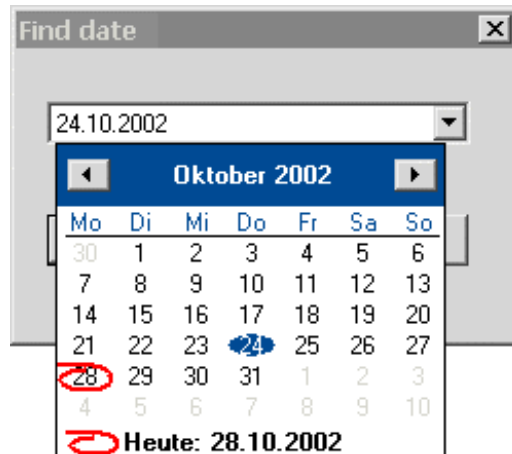 Find date
24.10.2002
Oktober 2002
Mo Di Mi Do Fr Sa So
30 1 2 3 4 5 6
7 8 9 10 11 12 13
14 15 16 17 18 19 20
21 22 23 24 25 26 27
28 29 30 31 1 2 3
4 5 6 7 8 9 10
Heute: 28.10.2002